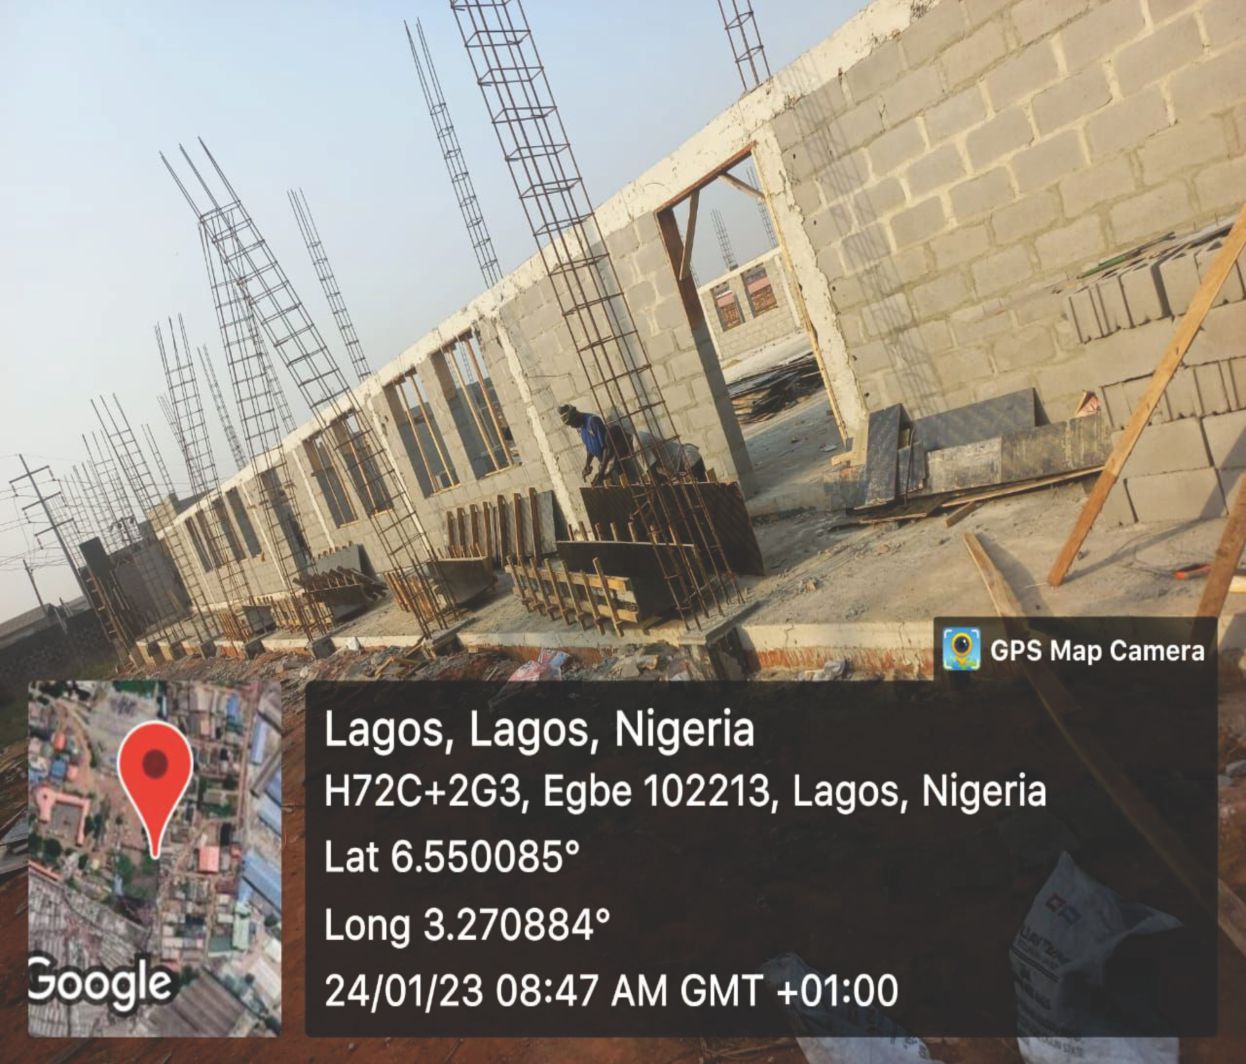 GPS Map Camera
Lagos, Lagos, Nigeria
H72C+2G3, Egbe 102213, Lagos, Nigeria
Lat 6.550085°
Long 3.270884°
24/01/23 08:47 AM GMT +01:00
Google